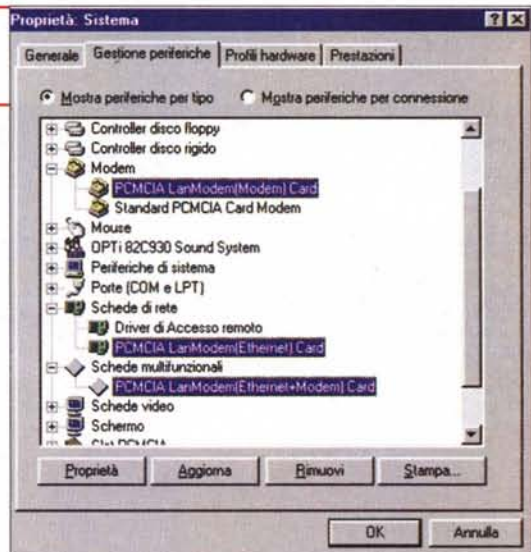 Proprietà: Sistema
Generale
Gestione periferiche
Profili hardware
Prestazioni
Mostra periferiche per tipo
Mostra periferiche per connessione
Controller disco floppy
Controller disco rigido
Modem
PCMCIA LanModem(Modem) Card
Standard PCMCIA Card Modem
Mouse
OPTi 82C930 Sound System
Periferiche di sistema
Porte (COM e LPT)
Schede di rete
Driver di Accesso remoto
PCMCIA LanModem(Ethernet) Card
Schede multifunzionali
PCMCIA LanModem(Ethernet+Modem) Card
Schede video
Schermo
Proprietà
Aggiorna
Rimuovi
Stampa...
OK
Annulla